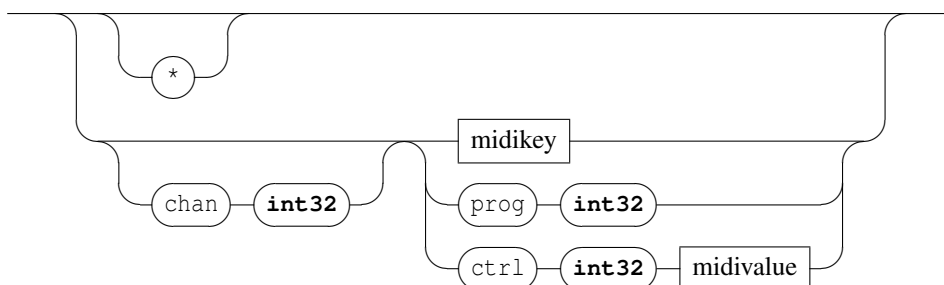 *
midikey
chan int32 prog int32
ctrl int32 midivalue